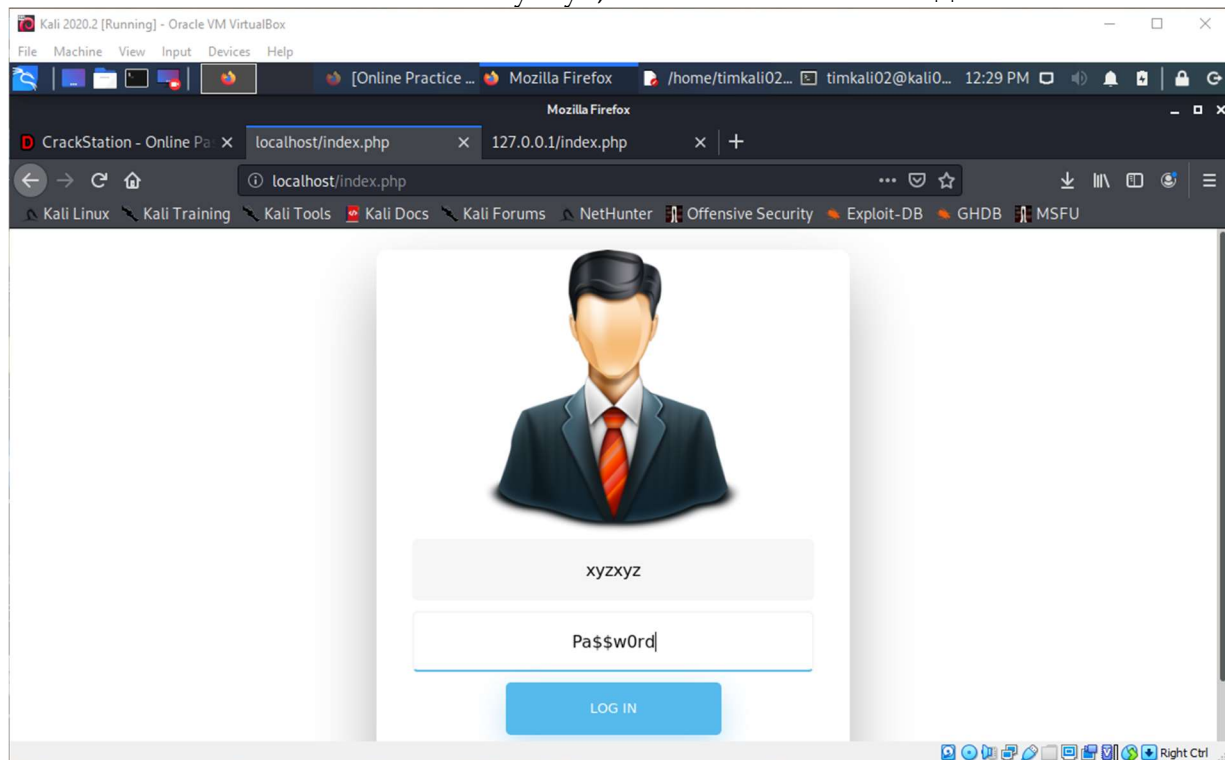 Kali 2020.2 [Running] - Oracle VM VirtualBox
File Machine View Input Devices Help
[Online Practice ... Mozilla Firefox /home/timkali02... timkali02@kali0... 12:29 PM
Mozilla Firefox
CrackStation - Online Pa localhost/index.php 127.0.0.1/index.php
localhost/index.php
Kali Linux Kali Training Kali Tools Kali Docs Kali Forums NetHunter Offensive Security Exploit-DB GHDB MSFU
xyzxyz
Pa$$w0rd
LOG IN
Right Ctrl